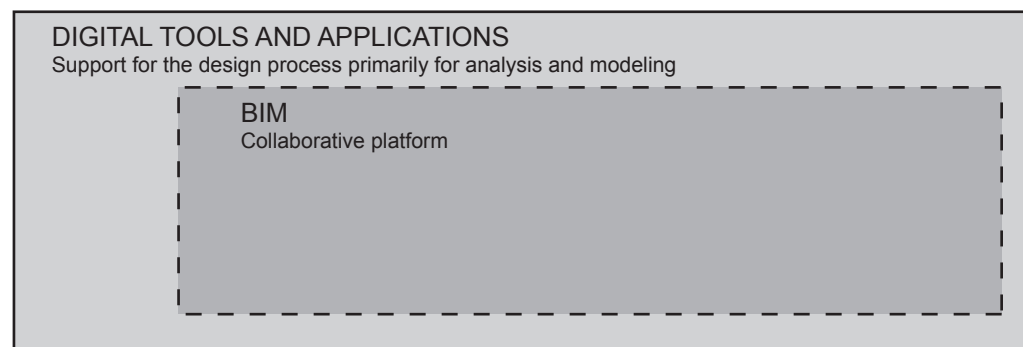 DIGITAL TOOLS AND APPLICATIONS
Support for the design process primarily for analysis and modeling
BIM
Collaborative platform